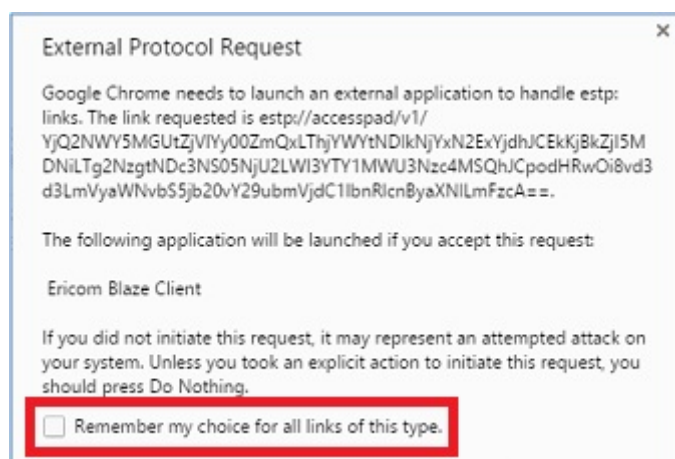 External Protocol Request
Google Chrome needs to launch an external application to handle estp:
links. The link requested is estp://accesspad/v1/
YjQ2NWY5MGUtZjVlYy00ZmQxLThjYWYtNDlkNjYxN2ExYjdhJCEkKjBkZjI5M
DNiLTg2NzgtNDc3NS05NjU2LWI3YTY1MWU3Nzc4MSQhJCpodHRwOi8vd3
d3LmVyaWNvbS5jb20vY29ubmVjdC1lbnRlcnByaXNlLmFzcA==.
The following application will be launched if you accept this request:
Ericom Blaze Client
If you did not initiate this request, it may represent an attempted attack on
your system. Unless you took an explicit action to initiate this request, you
should press Do Nothing.
Remember my choice for all links of this type.